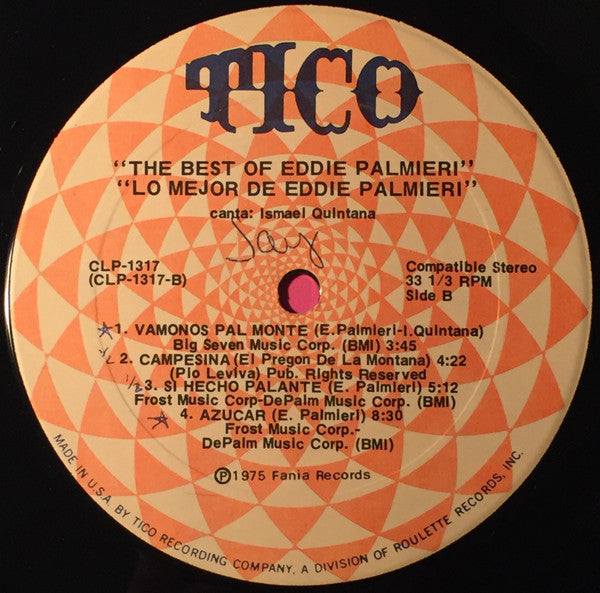 TICO
"THE BEST OF EDDIE PALMIERI"
"LO MEJOR DE EDDIE PALMIERI"
canta: Ismael Quintana
Jay
CLP-1317
(CLP-1317-B)
Compatible Stereo
33 1/3 RPM
Side B
1. VAMONOS PAL MONTE (E. Palmieri-I. Quintana)
Big Seven Music Corp. (BMI) 3:45
2. CAMPESINA (El Pregon De La Montana) 4:22
(Pio Leviva) Pub. Rights Reserved
3. SI HECHO PALANTE (E. Palmieri) 5:12
Frost Music Corp-DePalm Music Corp. (BMI)
4. AZUCAR (E. Palmieri) 8:30
Frost Music Corp.-
DePalm Music Corp. (BMI)
Ⓟ1975 Fania Records
MADE IN U.S.A. BY TICO RECORDING COMPANY, A DIVISION OF ROULETTE RECORDS, INC.